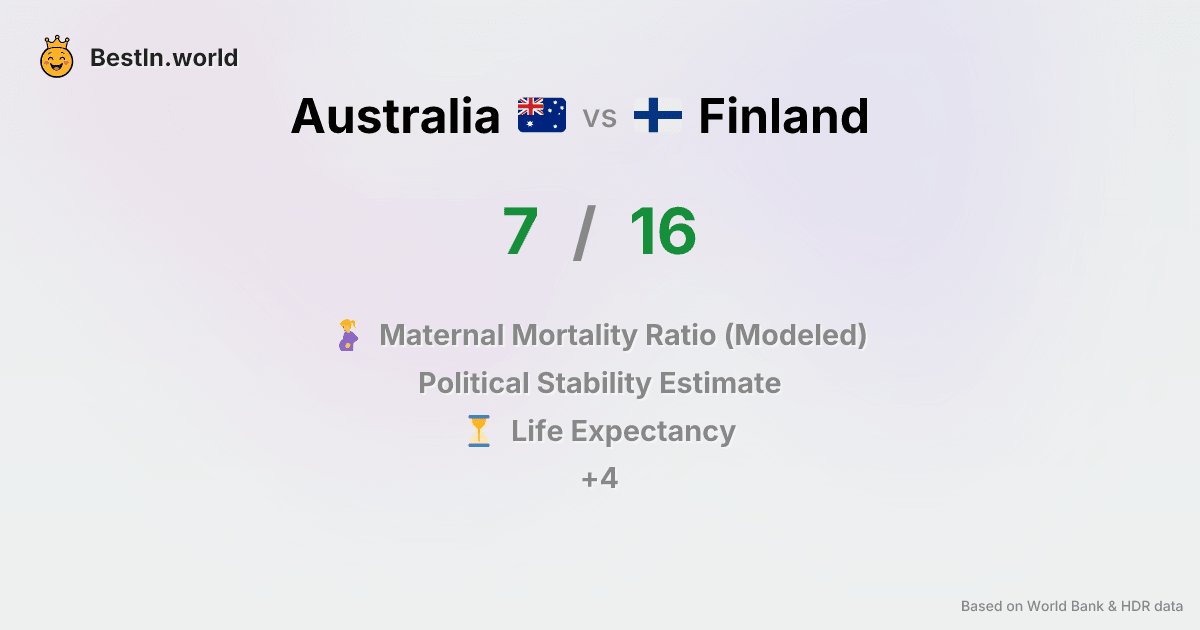 BestIn.world
Australia vs Finland
7 / 16
Maternal Mortality Ratio (Modeled)
Political Stability Estimate
Life Expectancy
+4
Based on World Bank & HDR data